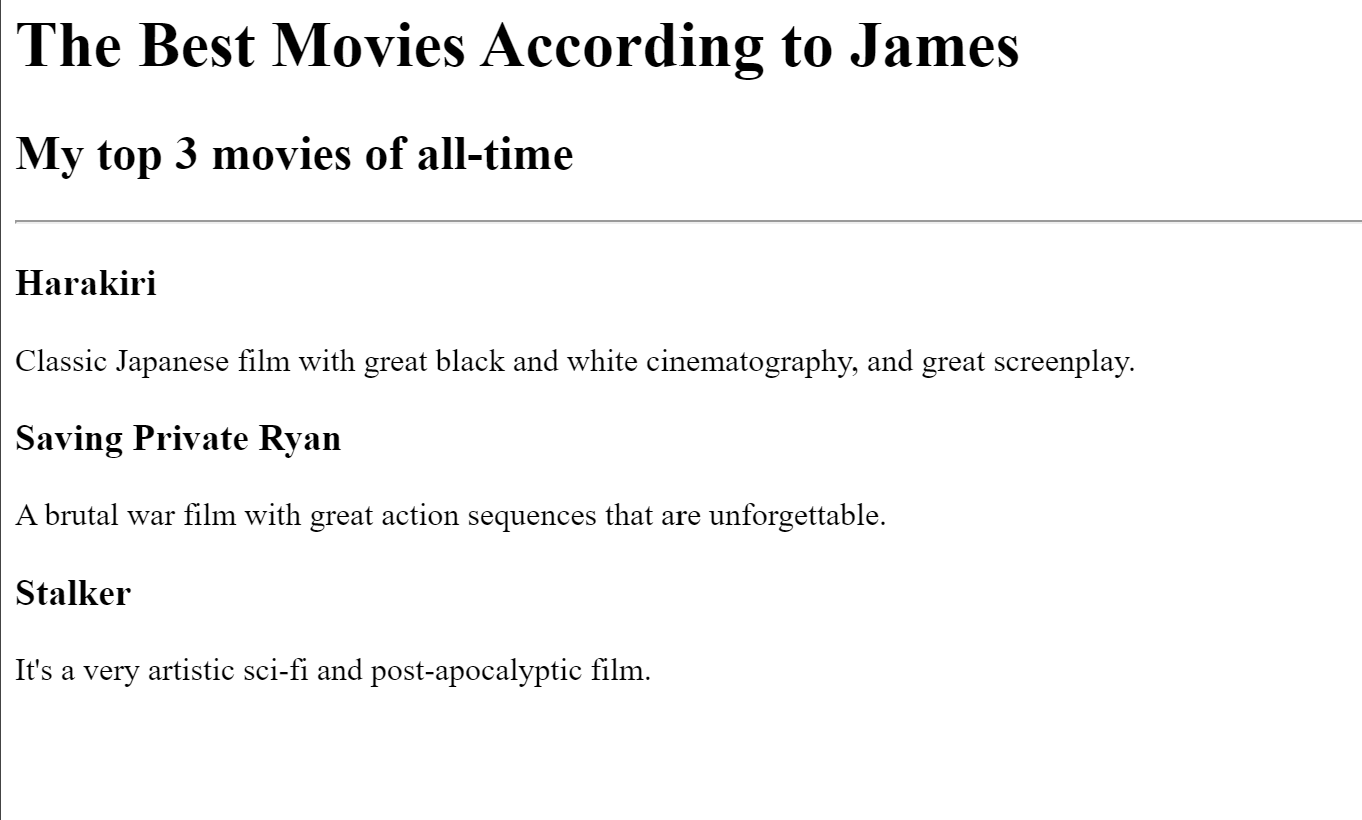 The Best Movies According to James
My top 3 movies of all-time
Harakiri
Classic Japanese film with great black and white cinematography, and great screenplay.
Saving Private Ryan
A brutal war film with great action sequences that are unforgettable.
Stalker
It's a very artistic sci-fi and post-apocalyptic film.